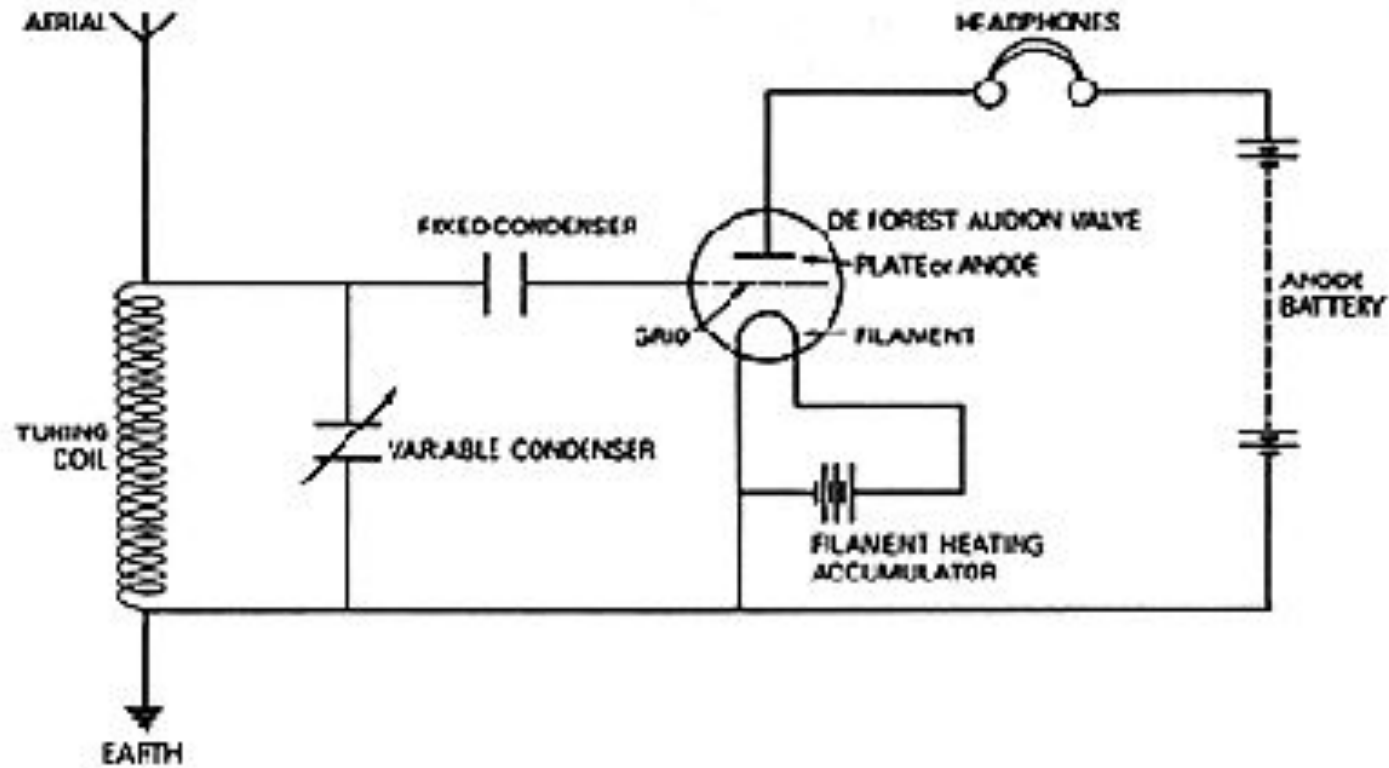 AERIAL
HEADPHONES
FIXED CONDENSER
DE FOREST AUDION VALVE
PLATE or ANODE
GRID
FILAMENT
ANODE
BATTERY
TUNING
COIL
VARIABLE CONDENSER
FILAMENT HEATING
ACCUMULATOR
EARTH